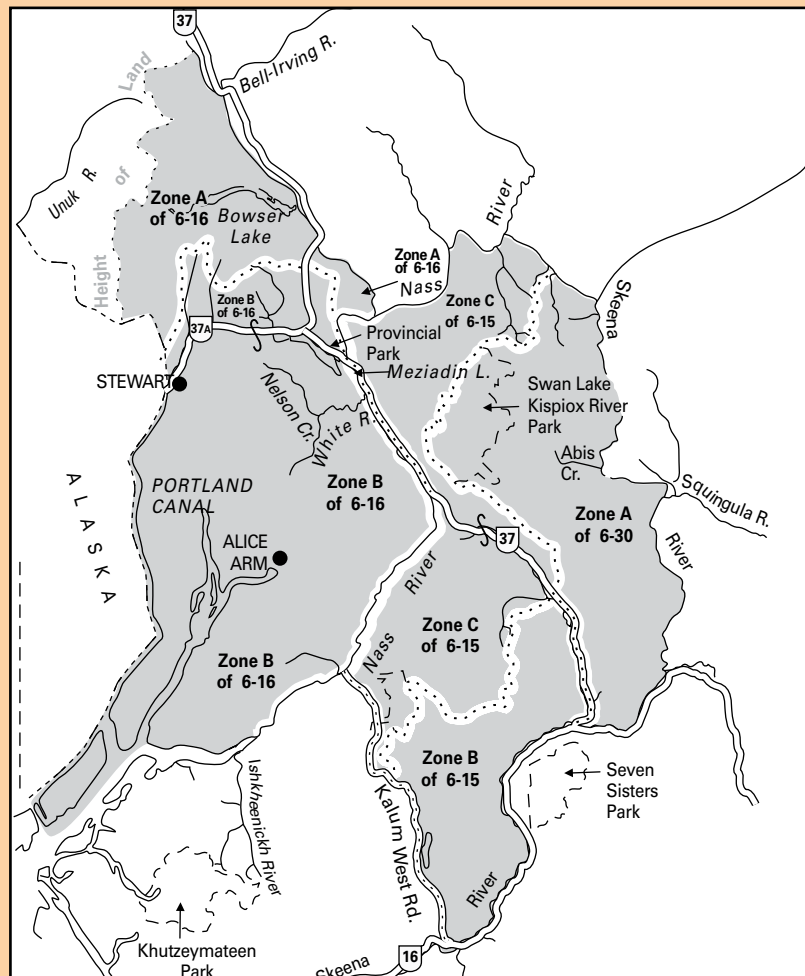 37
Bell-Irving R.
Land
of
Height
Unuk R.
Zone A
of 6-16
Bowser
Lake
River
Zone A
of 6-16
Nass
Zone C
of 6-15
Skeena
Zone B
of 6-16
37A
Provincial
Park
Meziadin L.
STEWART
Nelson Cr.
White R.
Swan Lake
Kispiox River
Park
Abis
Cr.
Squingula R.
ALASKA
PORTLAND
CANAL
Zone B
of 6-16
Zone A
of 6-30
37
ALICE
ARM
River
River
Zone C
of 6-15
Nass
Zone B
of 6-16
Zone B
of 6-15
Seven
Sisters
Park
Ishkheenickh River
Kalum West Rd.
River
Khutzeymateen
Park
Skeena
16